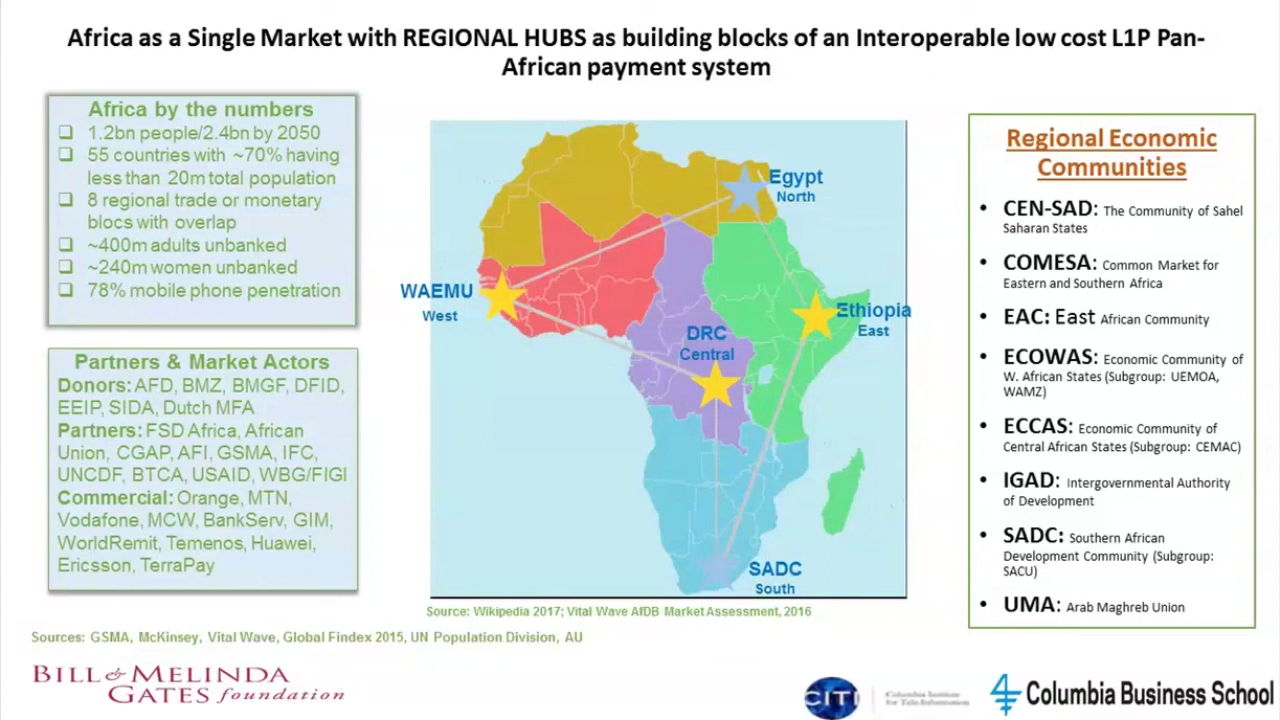 Africa as a Single Market with REGIONAL HUBS as building blocks of an Interoperable low cost L1P Pan-
African payment system
Africa by the numbers
❑ 1.2bn people/2.4bn by 2050
❑ 55 countries with ~70% having
less than 20m total population
❑ 8 regional trade or monetary
blocs with overlap
❑ ~400m adults unbanked
❑ ~240m women unbanked
❑ 78% mobile phone penetration
Partners & Market Actors
Donors: AFD, BMZ, BMGF, DFID,
EEIP, SIDA, Dutch MFA
Partners: FSD Africa, African
Union, CGAP, AFI, GSMA, IFC,
UNCDF, BTCA, USAID, WBG/FIGI
Commercial: Orange, MTN,
Vodafone, MCW, BankServ, GIM,
WorldRemit, Temenos, Huawei,
Ericsson, TerraPay
Egypt
North
WAEMU
West
Ethiopia
East
DRC
Central
SADC
South
Source: Wikipedia 2017; Vital Wave AfDB Market Assessment, 2016
Regional Economic
Communities
• CEN-SAD: The Community of Sahel
Saharan States
• COMESA: Common Market for
Eastern and Southern Africa
• EAC: East African Community
• ECOWAS: Economic Community of
W. African States (Subgroup: UEMOA,
WAMZ)
• ECCAS: Economic Community of
Central African States (Subgroup: CEMAC)
• IGAD: Intergovernmental Authority
of Development
• SADC: Southern African
Development Community (Subgroup:
SACU)
• UMA: Arab Maghreb Union
Sources: GSMA, McKinsey, Vital Wave, Global Findex 2015, UN Population Division, AU
BILL & MELINDA
GATES foundation
CITI
Columbia Institute
for Tele-Information
Columbia Business School